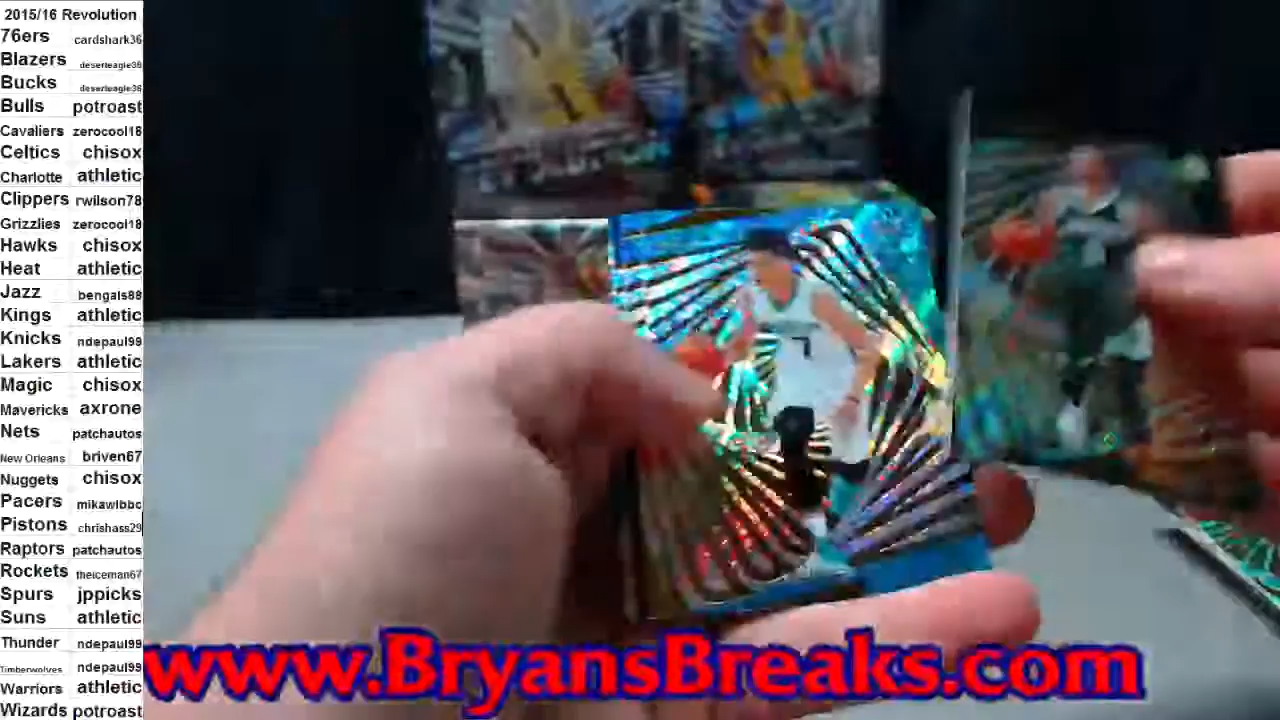 2015/16 Revolution
76ers cardshark36
Blazers deserteagle36
Bucks deserteagle36
Bulls potroast
Cavaliers zerocool18
Celtics chisox
Charlotte athletic
Clippers rwilson78
Grizzlies zerocool18
Hawks chisox
Heat athletic
Jazz bengals88
Kings athletic
Knicks ndepaul99
Lakers athletic
Magic chisox
Mavericks axrone
Nets patchautos
New Orleans briven67
Nuggets chisox
Pacers mikawlbbc
Pistons chrishass29
Raptors patchautos
Rockets theiceman67
Spurs jppicks
Suns athletic
Thunder ndepaul99
Timberwolves ndepaul99
Warriors athletic
Wizards potroast
7
www.BryansBreaks.com